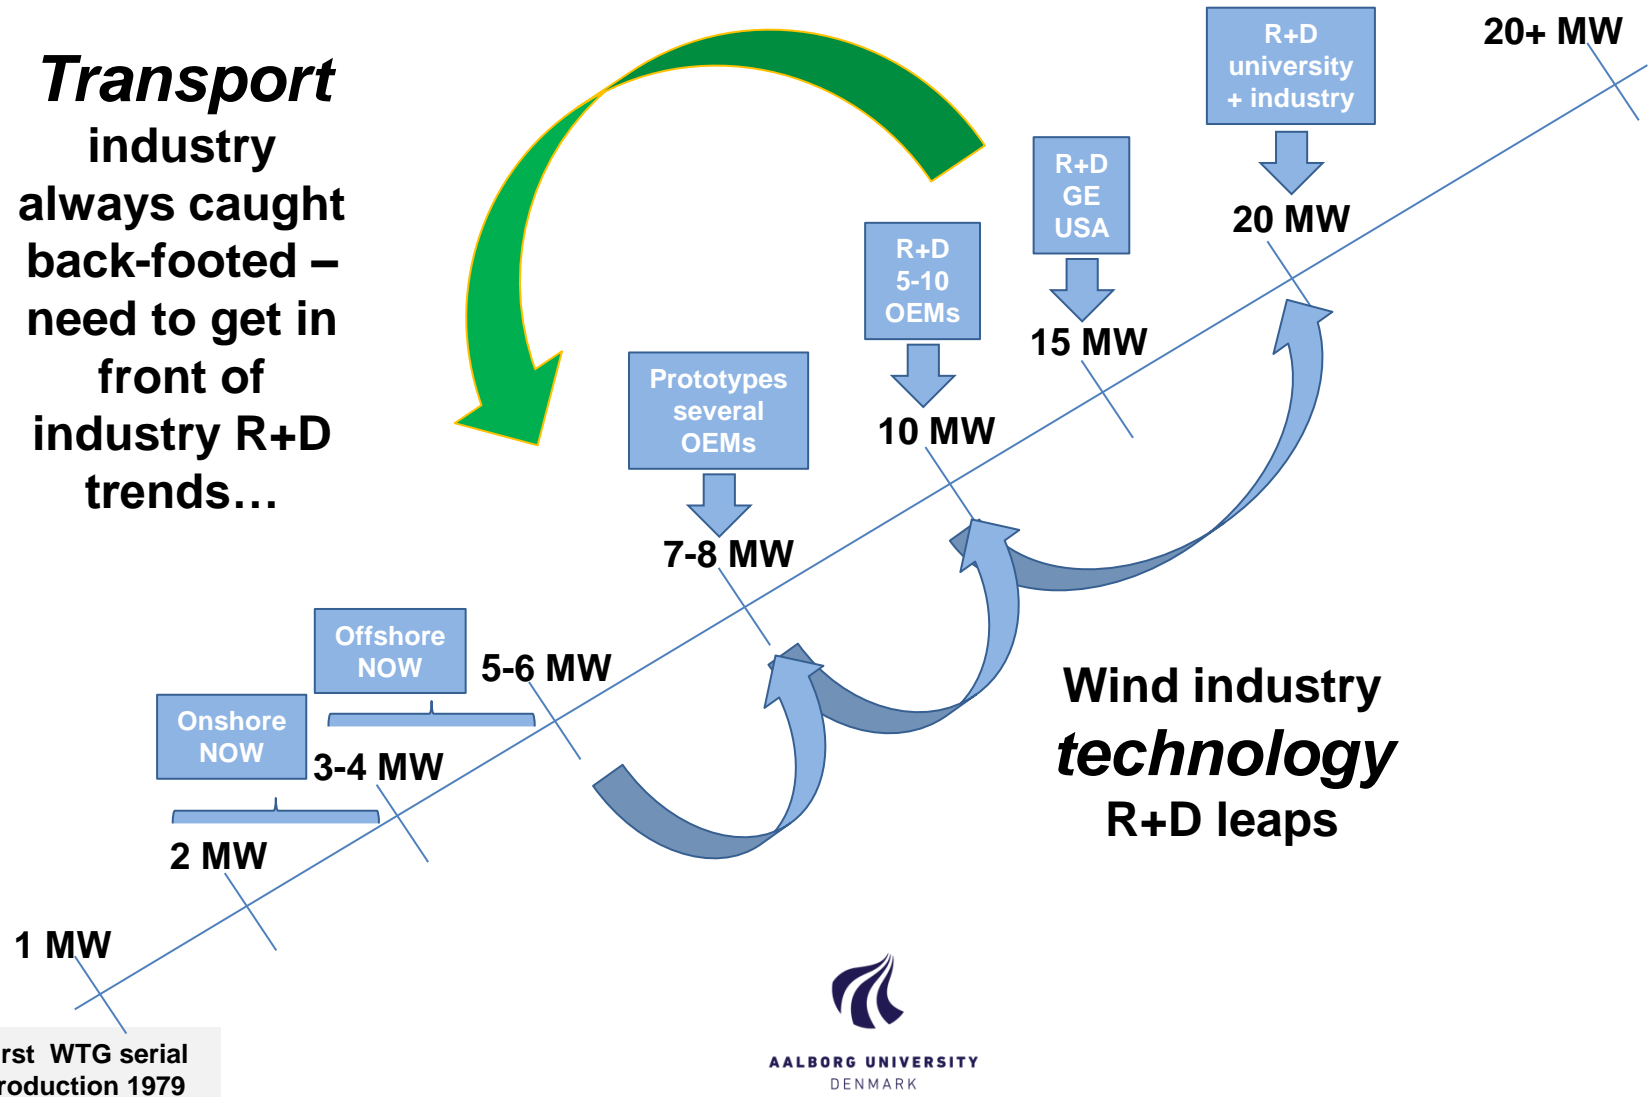 Transport
industry
always caught
back-footed –
need to get in
front of
industry R+D
trends…
20+ MW
R+D
university
+ industry
20 MW
R+D
GE
USA
15 MW
R+D
5-10
OEMs
10 MW
Prototypes
several
OEMs
7-8 MW
Offshore
NOW
5-6 MW
Onshore
NOW
3-4 MW
2 MW
1 MW
Wind industry
technology
R+D leaps
rst WTG serial
roduction 1979
AALBORG UNIVERSITY
DENMARK